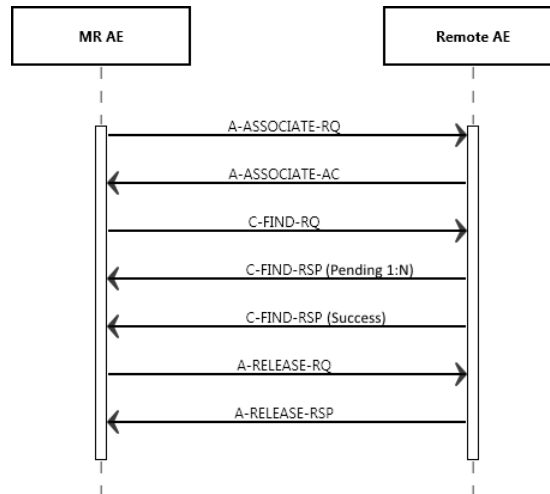 MR AE
Remote AE
A-ASSOCIATE-RQ
A-ASSOCIATE-AC
C-FIND-RQ
C-FIND-RSP (Pending 1:N)
C-FIND-RSP (Success)
A-RELEASE-RQ
A-RELEASE-RSP